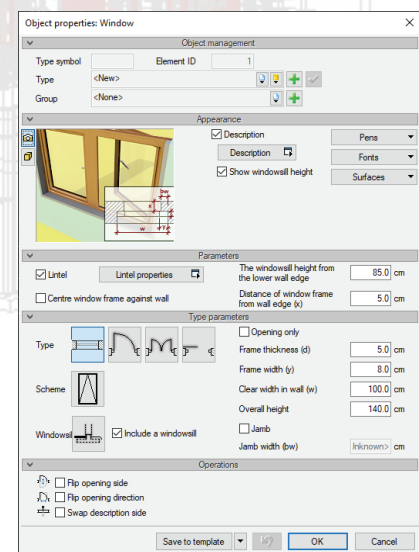 Object properties: Window
Object management
Type symbol Element ID 1
Type <New>
Group <None>
Appearance
Description Pens
Description Fonts
Show windowsill height Surfaces
bw
x
y
w
Parameters
Lintel Lintel properties The windowsill height from the lower wall edge 85.0 cm
Centre window frame against wall Distance of window frame from wall edge (x) 5.0 cm
Type parameters
Type
Opening only
Frame thickness (d) 5.0 cm
Frame width (y) 8.0 cm
Scheme
Clear width in wall (w) 100.0 cm
Overall height 140.0 cm
Windowsil Include a windowsill
Jamb
Jamb width (bw) Inknown> cm
Operations
Flip opening side
Flip opening direction
Swap description side
Save to template OK Cancel